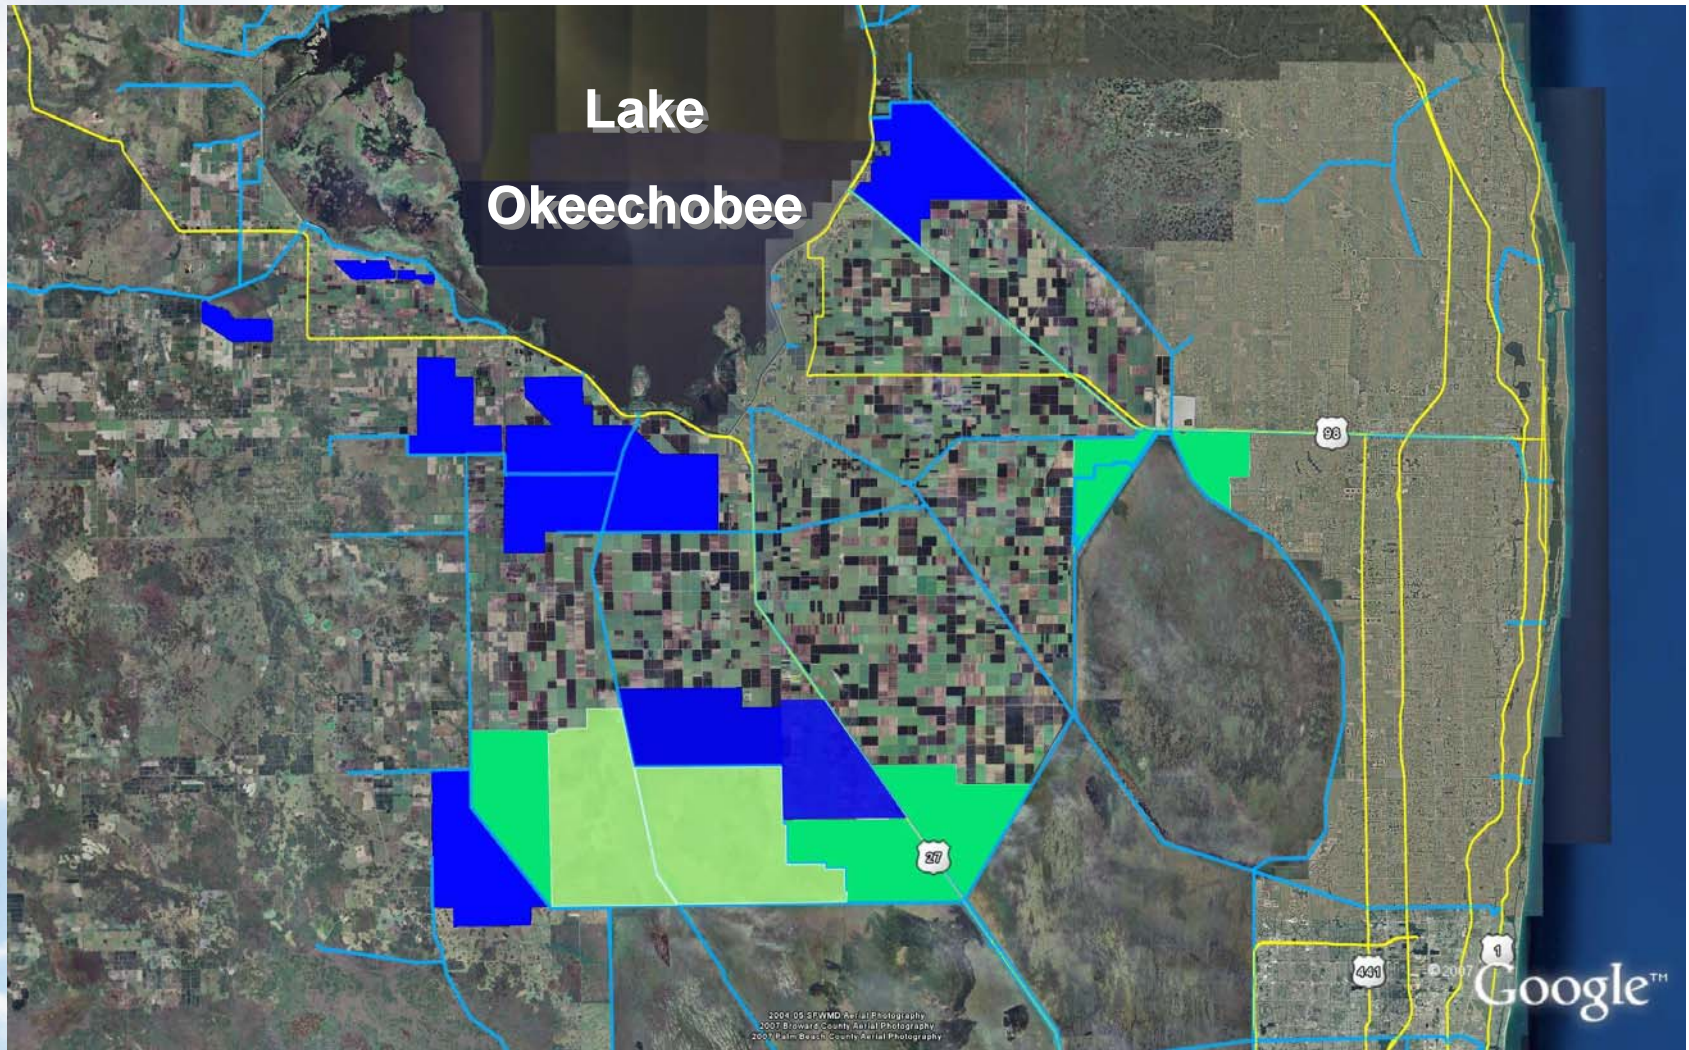 Lake
Okeechobee
98
27
441
1
©2007 Google™
2004-05 SFWMD Aerial Photography
2007 Broward County Aerial Photography
2007 Palm Beach County Aerial Photography